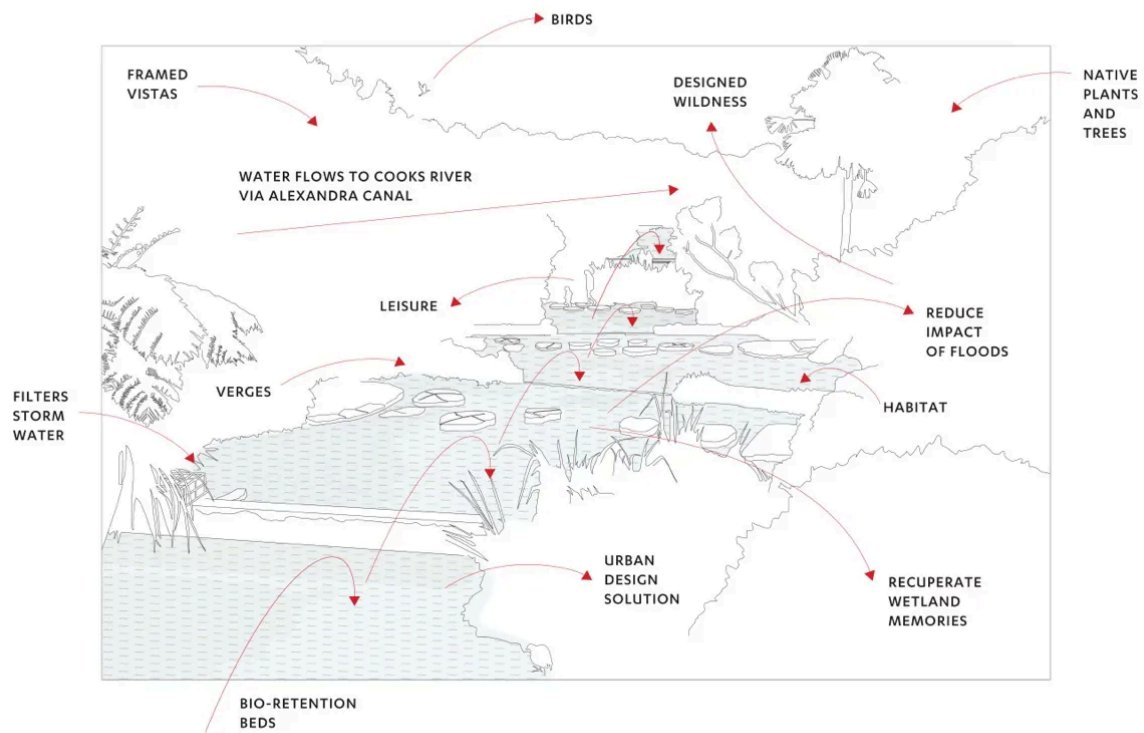 BIRDS
FRAMED
VISTAS
DESIGNED
WILDNESS
NATIVE
PLANTS
AND
TREES
WATER FLOWS TO COOKS RIVER
VIA ALEXANDRA CANAL
LEISURE
REDUCE
IMPACT
OF FLOODS
VERGES
FILTERS
STORM
WATER
HABITAT
URBAN
DESIGN
SOLUTION
RECUPERATE
WETLAND
MEMORIES
BIO-RETENTION
BEDS